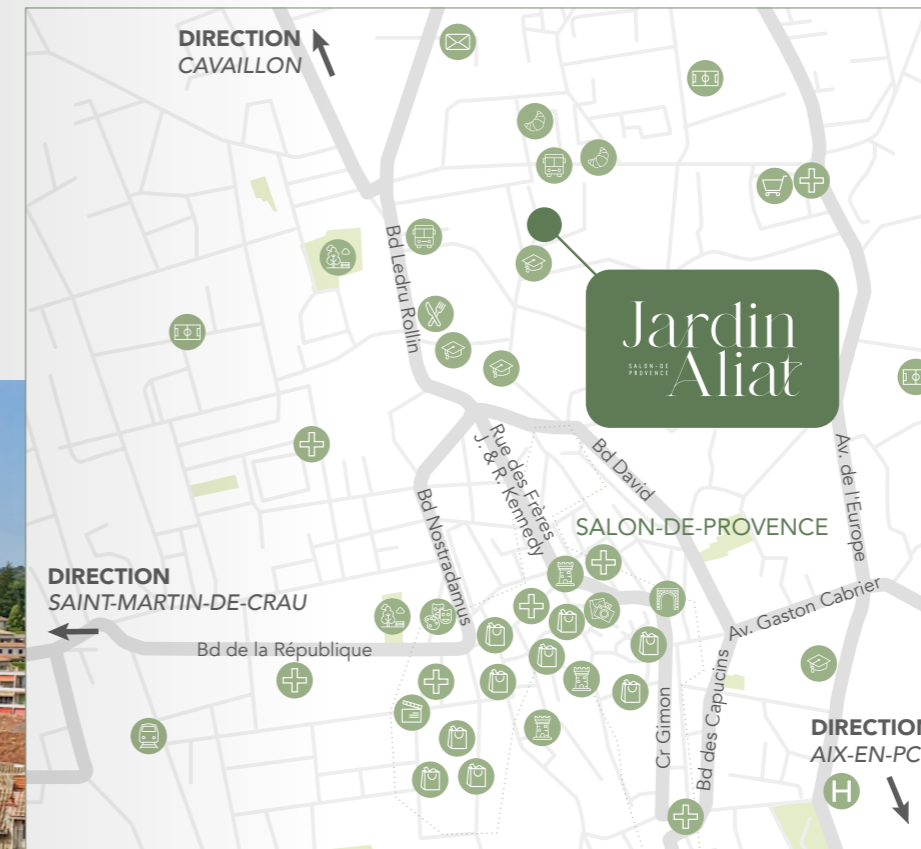 DIRECTION
CAVAILLON
Bd Ledru Rollin
Jardin
SALON-DE
PROVENCE
Aliat
Rue des Frères
J. & R. Kennedy
Bd David
Av. de l'Europe
Bd Nostradamus
SALON-DE-PROVENCE
DIRECTION
SAINT-MARTIN-DE-CRAU
Bd de la République
Av. Gaston Cabrier
Cr Gimon
Bd des Capucins
DIRECTION
AIX-EN-PC
H